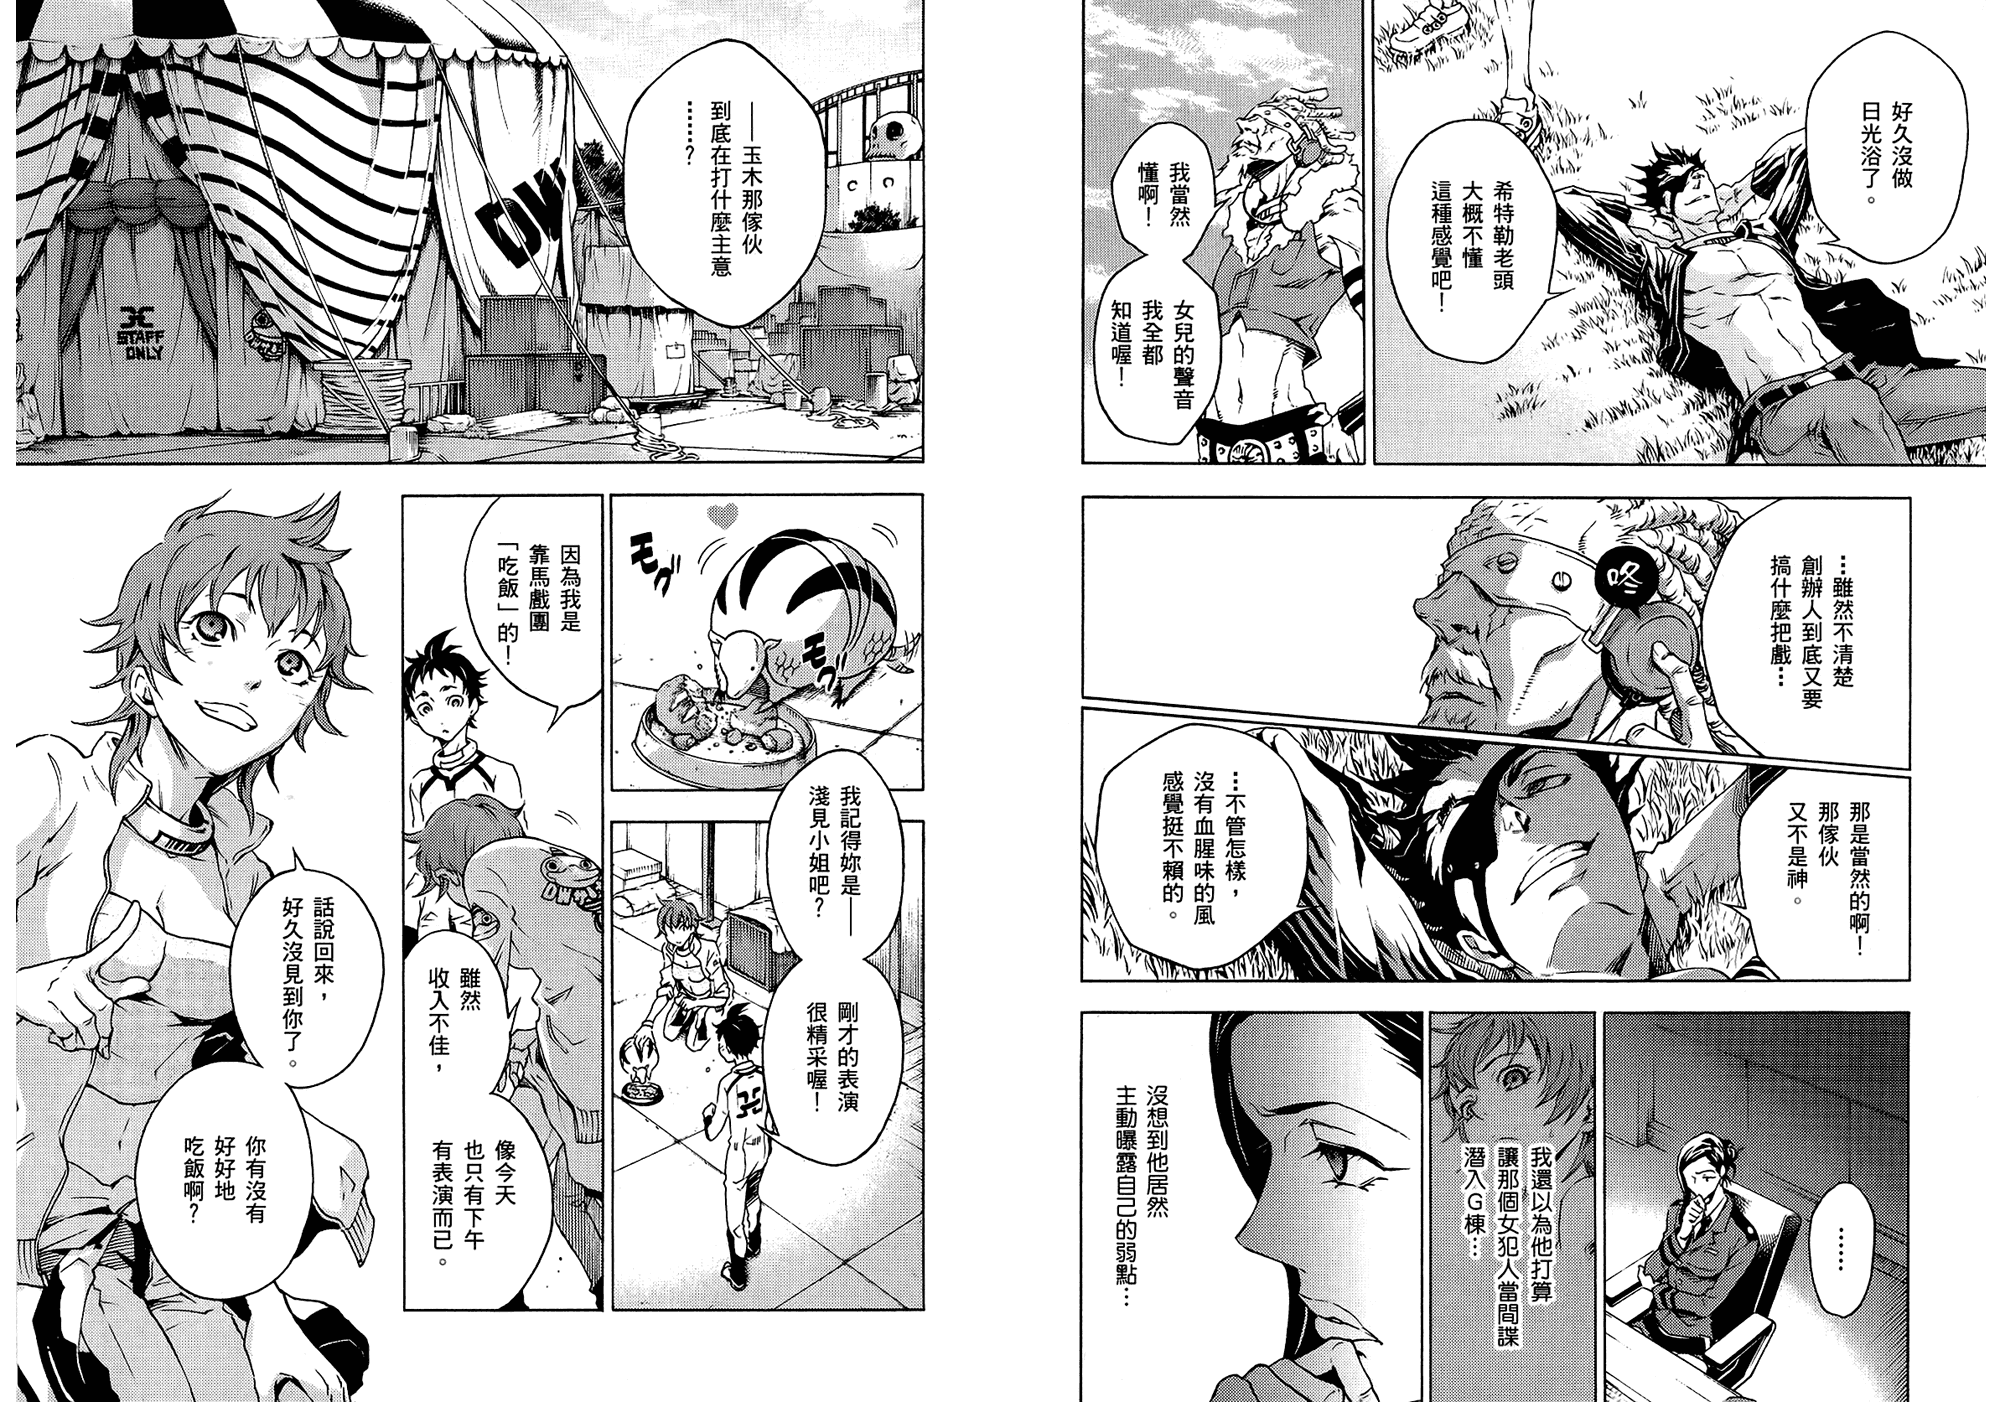 好久沒做
日光浴了。
希特勒老頭
大概不懂
這種感覺吧！
我當然
懂啊！
女兒的聲音
我全都
知道喔！
…雖然不清楚
創辦人到底又要
搞什麼把戲…
咚
那是當然的啊！
那傢伙
又不是神。
…不管怎樣，
沒有血腥味的風
感覺挺不賴的。
……
我還以為他打算
讓那個女犯人當間諜
潛入G棟…
沒想到他居然
主動曝露自己的弱點…
——玉木那傢伙
到底在打什麼主意
……？
DW
STAFF
ONLY
モグ
モグ
我記得妳是——
淺見小姐吧？
剛才的表演
很精采喔！
因為我是
靠馬戲團
「吃飯」的！
雖然
收入不佳，
像今天
也只有下午
有表演而已。
話說回來，
好久沒見到你了。
你有沒有
好好地
吃飯啊？